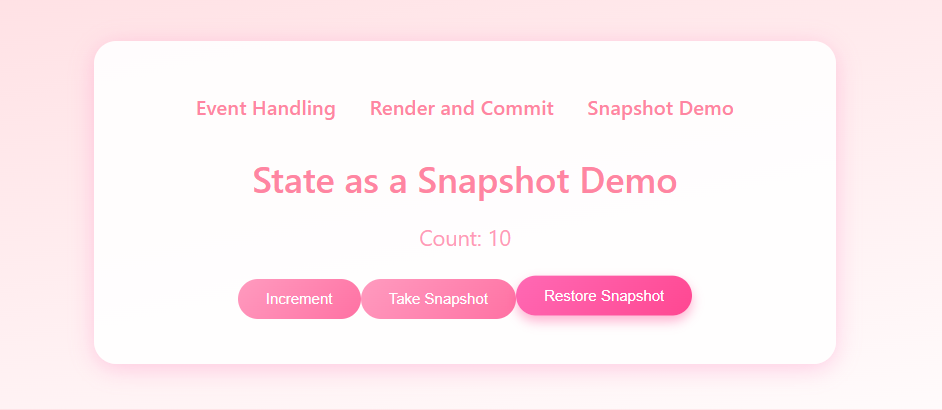 Event Handling Render and Commit Snapshot Demo
State as a Snapshot Demo
Count: 10
Increment Take Snapshot Restore Snapshot